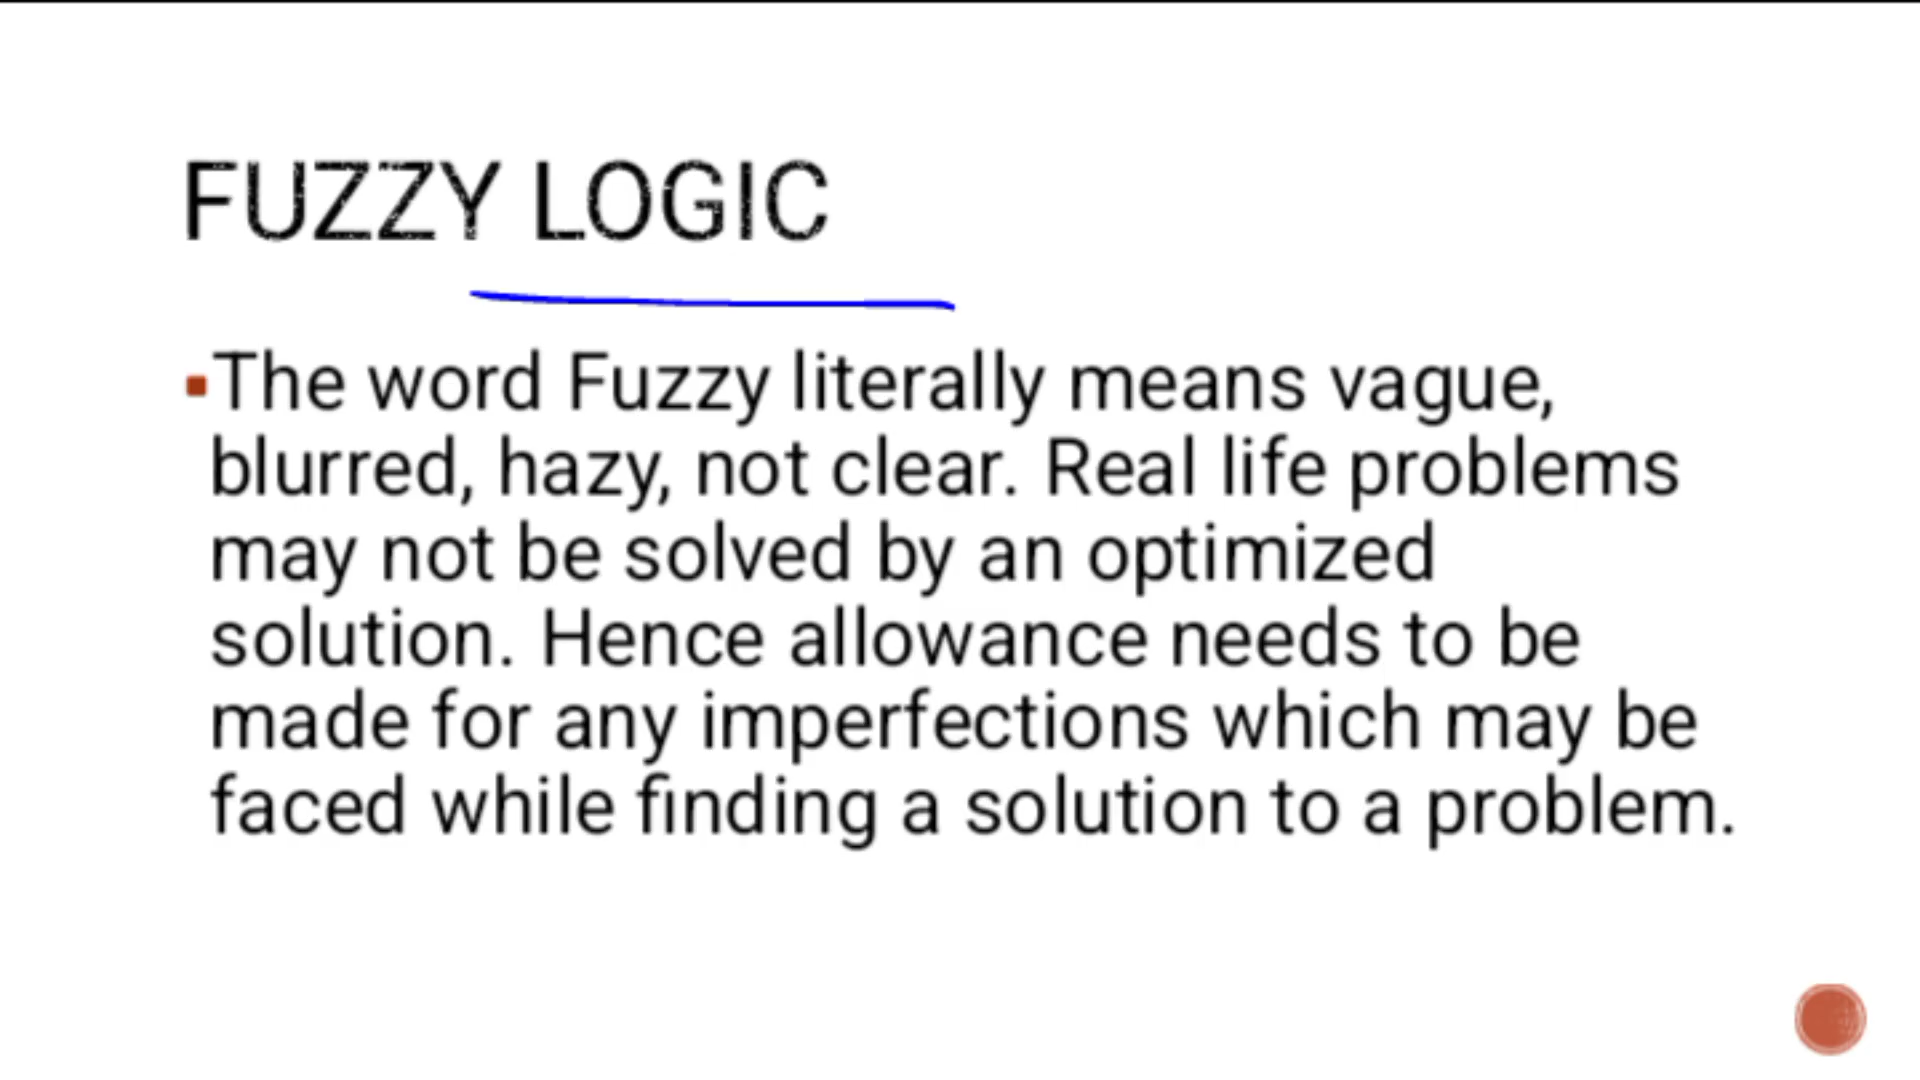 FUZZY LOGIC
The word Fuzzy literally means vague,
blurred, hazy, not clear. Real life problems
may not be solved by an optimized
solution. Hence allowance needs to be
made for any imperfections which may be
faced while finding a solution to a problem.